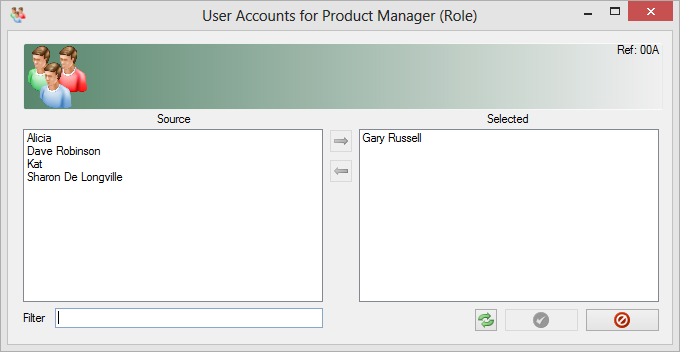 User Accounts for Product Manager (Role)
Ref: 00A
Source
Selected
Alicia
Dave Robinson
Kat
Sharon De Longville
Gary Russell
Filter